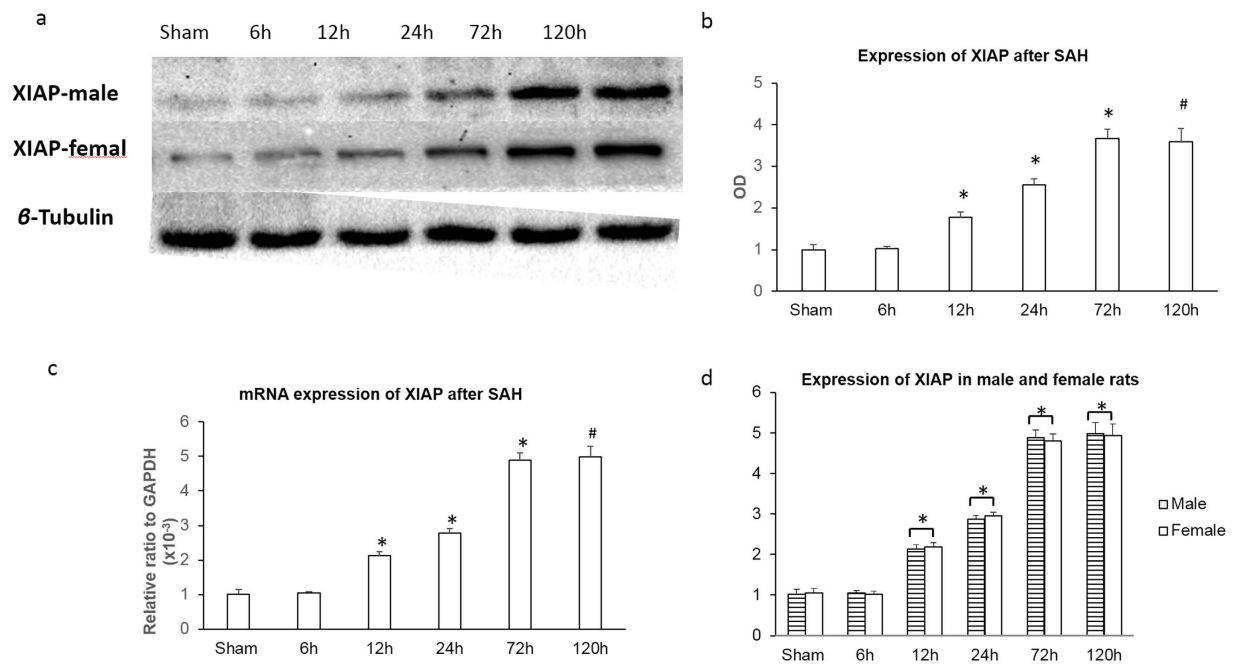 a
Sham 6h 12h 24h 72h 120h
XIAP-male
XIAP-femal
β-Tubulin
b
Expression of XIAP after SAH
OD
5
4
3
2
1
0
* * * #
Sham 6h 12h 24h 72h 120h
c
mRNA expression of XIAP after SAH
Relative ratio to GAPDH
(x10-3)
6
5
4
3
2
1
0
* * * #
Sham 6h 12h 24h 72h 120h
d
Expression of XIAP in male and female rats
6
5
4
3
2
1
0
* * * *
Sham 6h 12h 24h 72h 120h
Male
Female